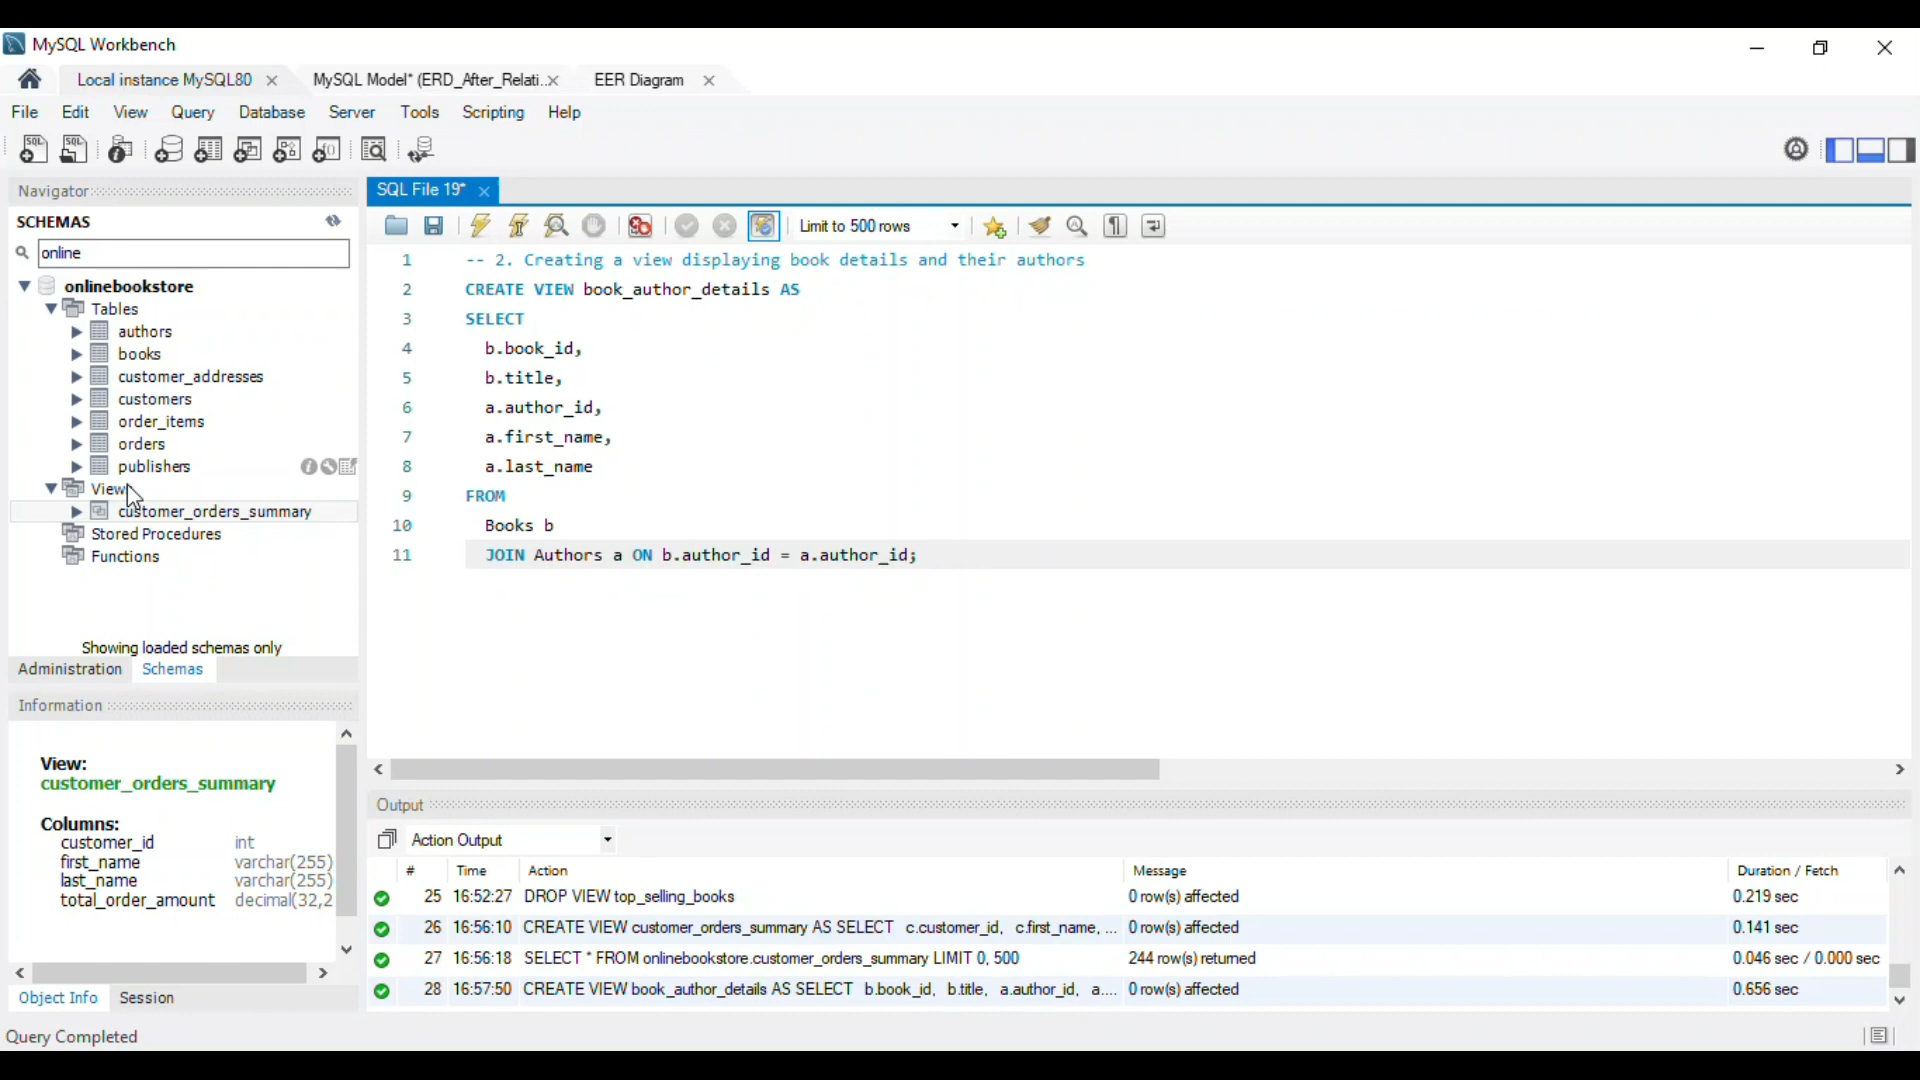 MySQL Workbench
Local instance MySQL80 MySQL Model* (ERD_After_Relati.. EER Diagram
File Edit View Query Database Server Tools Scripting Help
Navigator
SCHEMAS
online
onlinebookstore
Tables
authors
books
customer_addresses
customers
order_items
orders
publishers
View
customer_orders_summary
Stored Procedures
Functions
Showing loaded schemas only
Administration Schemas
Information
View:
customer_orders_summary
Columns:
customer_id int
first_name varchar(255)
last_name varchar(255)
total_order_amount decimal(32,2
Object Info Session
SQL File 19*
Limit to 500 rows
1 -- 2. Creating a view displaying book details and their authors
2 CREATE VIEW book_author_details AS
3 SELECT
4 b.book_id,
5 b.title,
6 a.author_id,
7 a.first_name,
8 a.last_name
9 FROM
10 Books b
11 JOIN Authors a ON b.author_id = a.author_id;
Output
Action Output
# Time Action Message Duration / Fetch
25 16:52:27 DROP VIEW top_selling_books 0 row(s) affected 0.219 sec
26 16:56:10 CREATE VIEW customer_orders_summary AS SELECT c.customer_id, c.first_name, ... 0 row(s) affected 0.141 sec
27 16:56:18 SELECT * FROM onlinebookstore.customer_orders_summary LIMIT 0, 500 244 row(s) returned 0.046 sec / 0.000 sec
28 16:57:50 CREATE VIEW book_author_details AS SELECT b.book_id, b.title, a.author_id, a.... 0 row(s) affected 0.656 sec
Query Completed